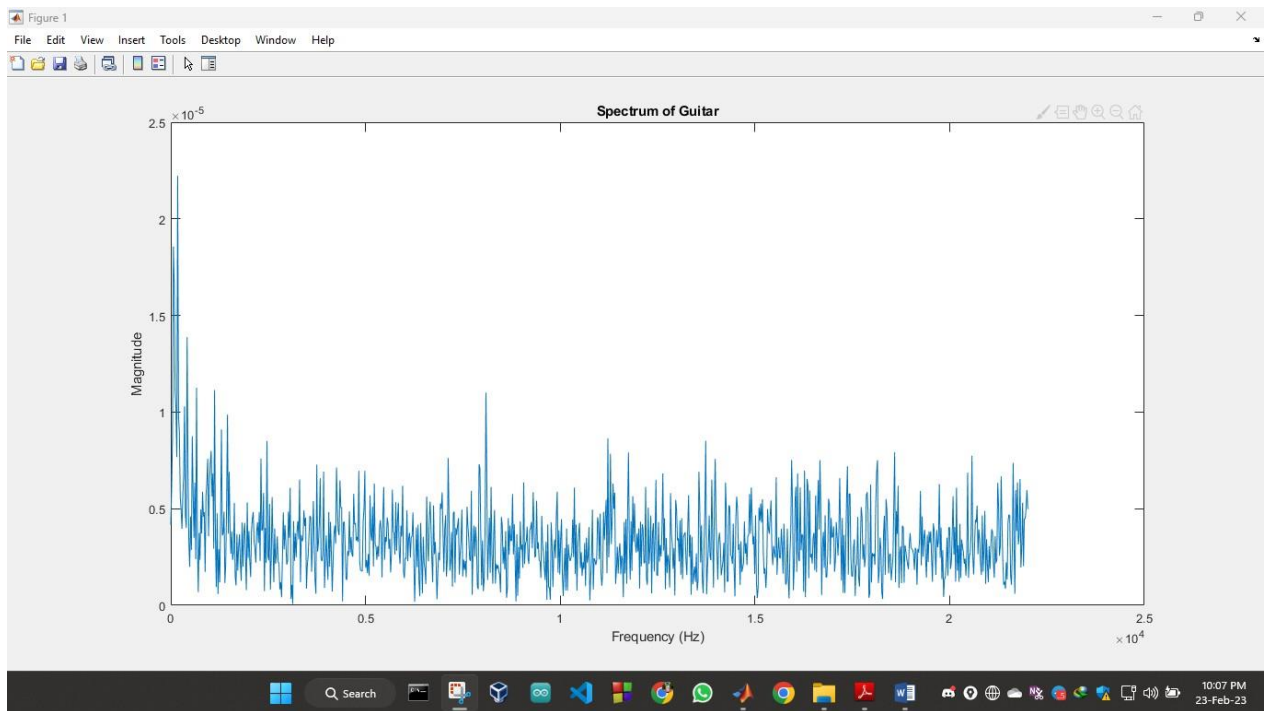 Figure 1
File Edit View Insert Tools Desktop Window Help
Spectrum of Guitar
×10-5
2.5
2
1.5
1
0.5
0
Magnitude
0 0.5 1 1.5 2 2.5
×104
Frequency (Hz)
Search
10:07 PM
23-Feb-23